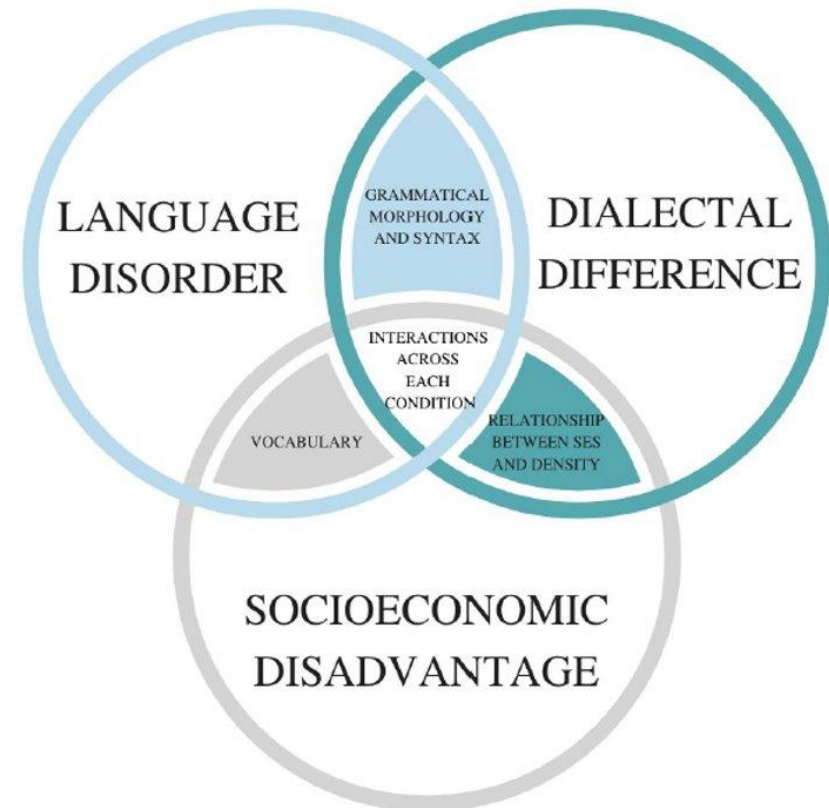 LANGUAGE
DISORDER
GRAMMATICAL
MORPHOLOGY
AND SYNTAX
DIALECTAL
DIFFERENCE
INTERACTIONS
ACROSS
EACH
CONDITION
VOCABULARY
RELATIONSHIP
BETWEEN SES
AND DENSITY
SOCIOECONOMIC
DISADVANTAGE